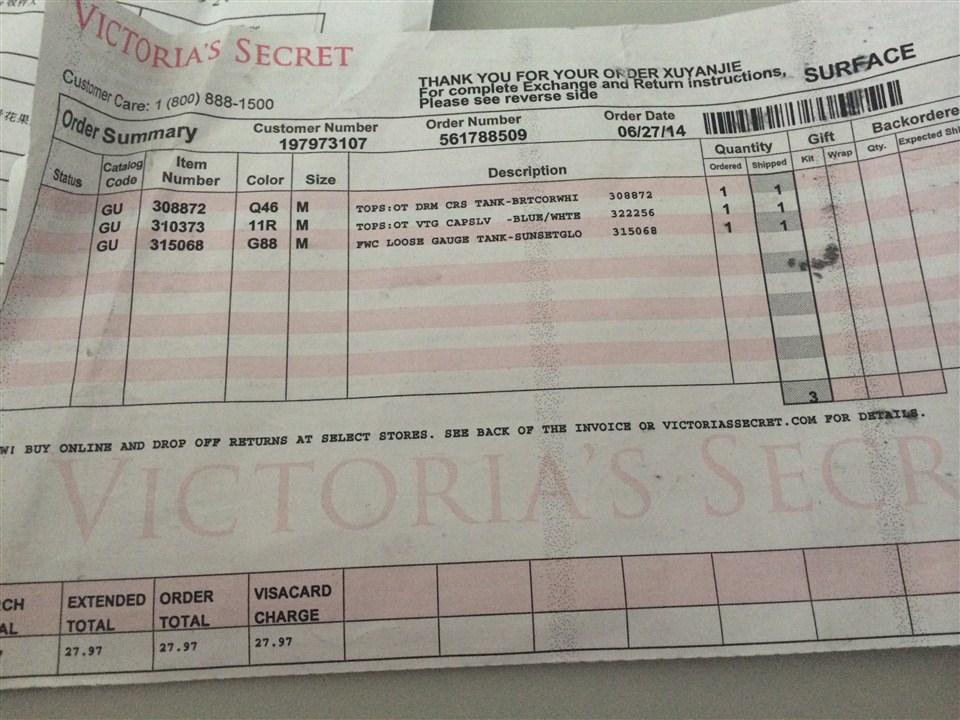 VICTORIA'S SECRET
Customer Care: 1 (800) 888-1500
THANK YOU FOR YOUR ORDER XUYANJIE
For complete Exchange and Return instructions,
Please see reverse side
SURFACE
Order Summary
Customer Number
197973107
Order Number
561788509
Order Date
06/27/14
Status Catalog Code Item Number Color Size Description Quantity Ordered Shipped Gift Kit Wrap Backordere Qty. Expected Shi
GU 308872 Q46 M TOPS:OT DRM CRS TANK-BRTCORWHI 308872 1 1
GU 310373 11R M TOPS:OT VTG CAPSLV -BLUE/WHTE 322256 1 1
GU 315068 G88 M FWC LOOSE GAUGE TANK-SUNSETGLO 315068 1 1
3
W! BUY ONLINE AND DROP OFF RETURNS AT SELECT STORES. SEE BACK OF THE INVOICE OR VICTORIASSECRET.COM FOR DETAILS.
VICTORIA'S SECR
CH EXTENDED ORDER VISACARD
AL TOTAL TOTAL CHARGE
27.97 27.97 27.97